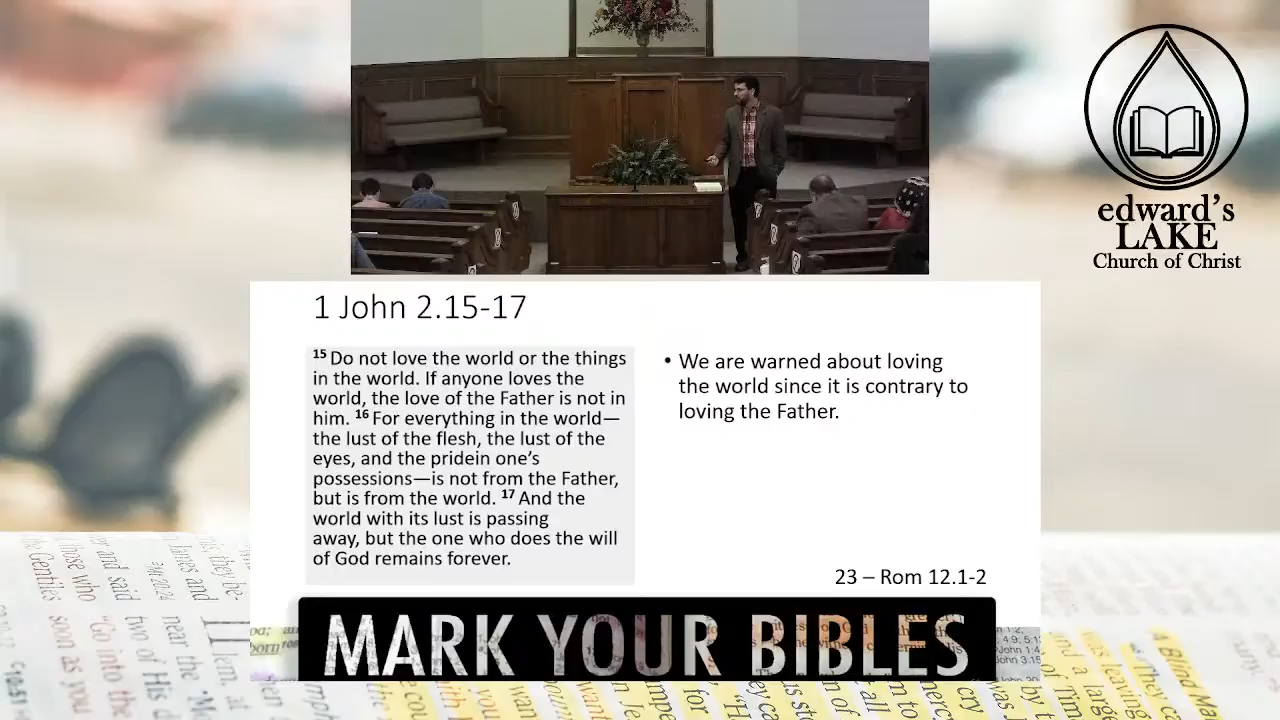 edward's
LAKE
Church of Christ
1 John 2.15-17
15 Do not love the world or the things
in the world. If anyone loves the
world, the love of the Father is not in
him. 16 For everything in the world—
the lust of the flesh, the lust of the
eyes, and the pridein one's
possessions—is not from the Father,
but is from the world. 17 And the
world with its lust is passing
away, but the one who does the will
of God remains forever.
• We are warned about loving
the world since it is contrary to
loving the Father.
23 – Rom 12.1-2
MARK YOUR BIBLES